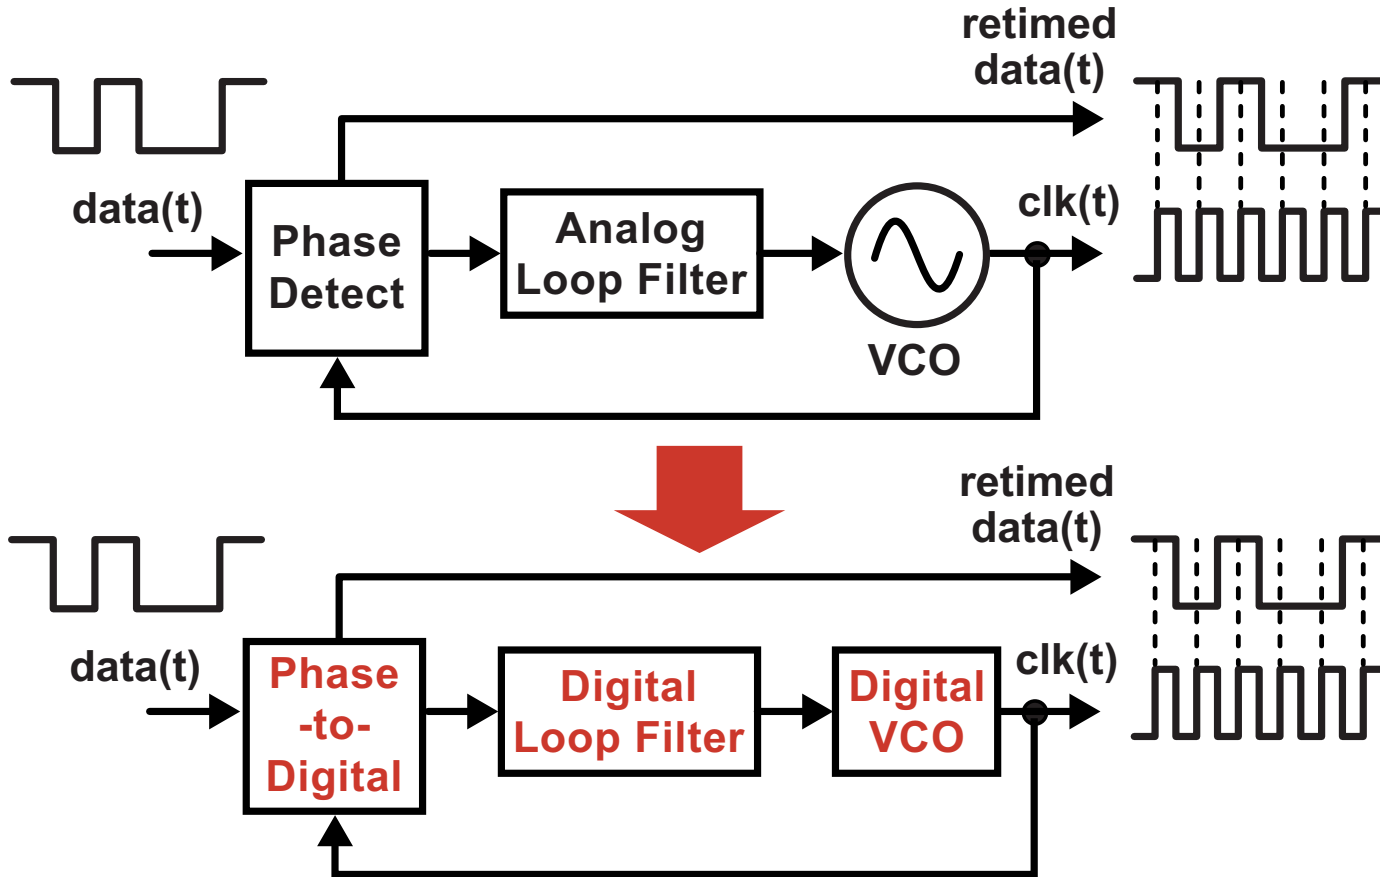 retimed
data(t)
data(t)
Phase
Detect
Analog
Loop Filter
VCO
clk(t)
retimed
data(t)
data(t)
Phase
-to-
Digital
Digital
Loop Filter
Digital
VCO
clk(t)